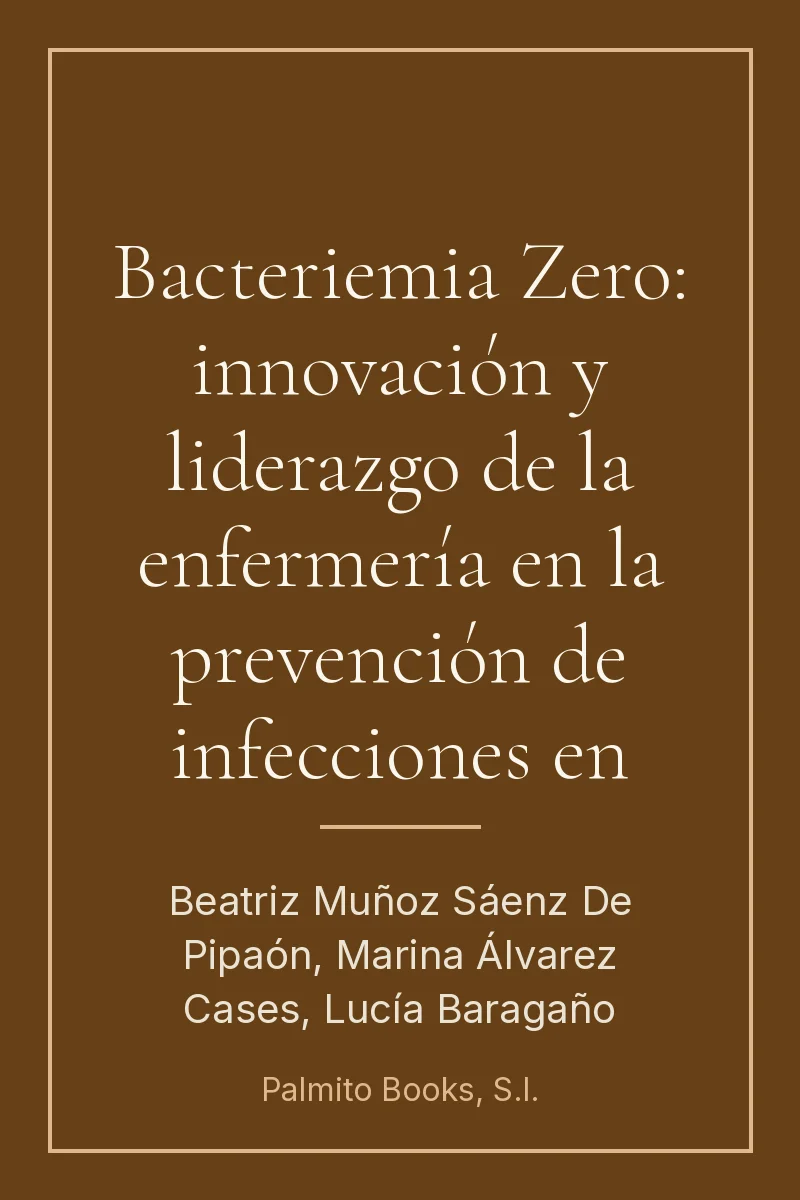 Bacteriemia Zero:
innovación y
liderazgo de la
enfermería en la
prevención de
infecciones en
Beatriz Muñoz Sáenz De
Pipaón, Marina Álvarez
Cases, Lucía Baragaño
Palmito Books, S.l.